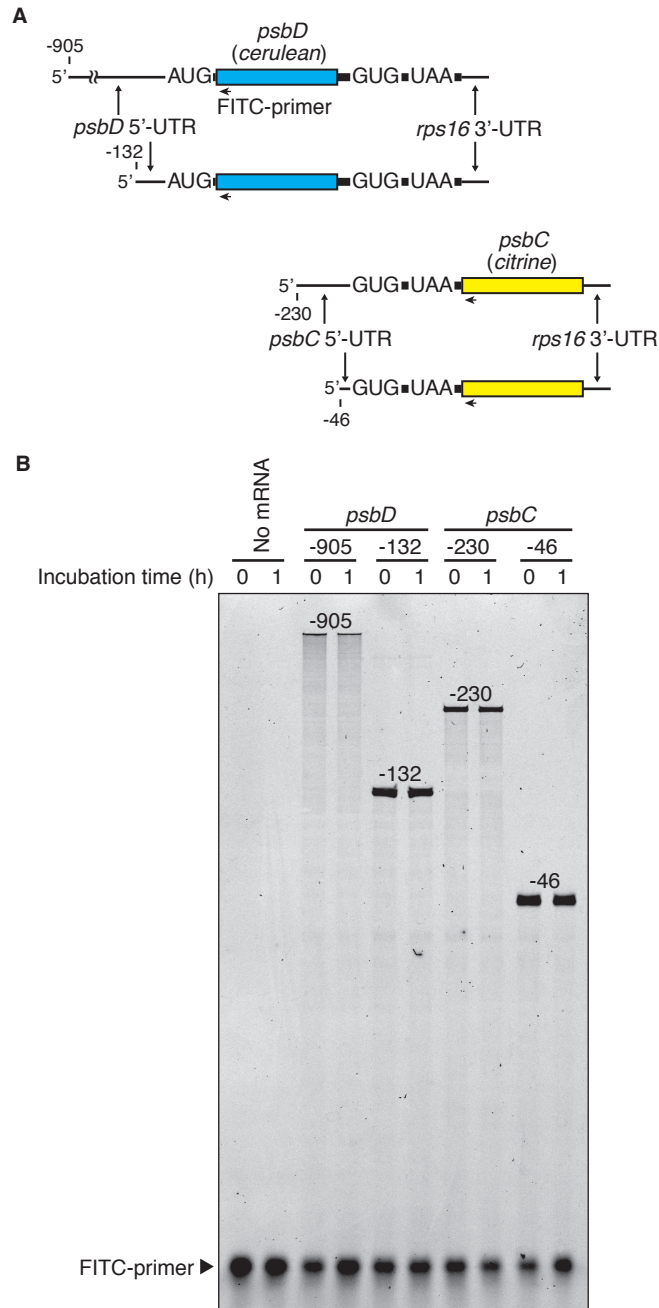 A
psbD
(cerulean)
-905
5’
AUG
GUG
UAA
FITC-primer
psbD 5’-UTR
rps16 3’-UTR
-132
5’
AUG
GUG
UAA
psbC
(citrine)
5’
GUG
UAA
-230
psbC 5’-UTR
rps16 3’-UTR
5’
GUG
UAA
-46
B
No mRNA
psbD
psbC
-905 -132 -230 -46
Incubation time (h) 0 1 0 1 0 1 0 1 0 1
-905
-230
-132
-46
FITC-primer